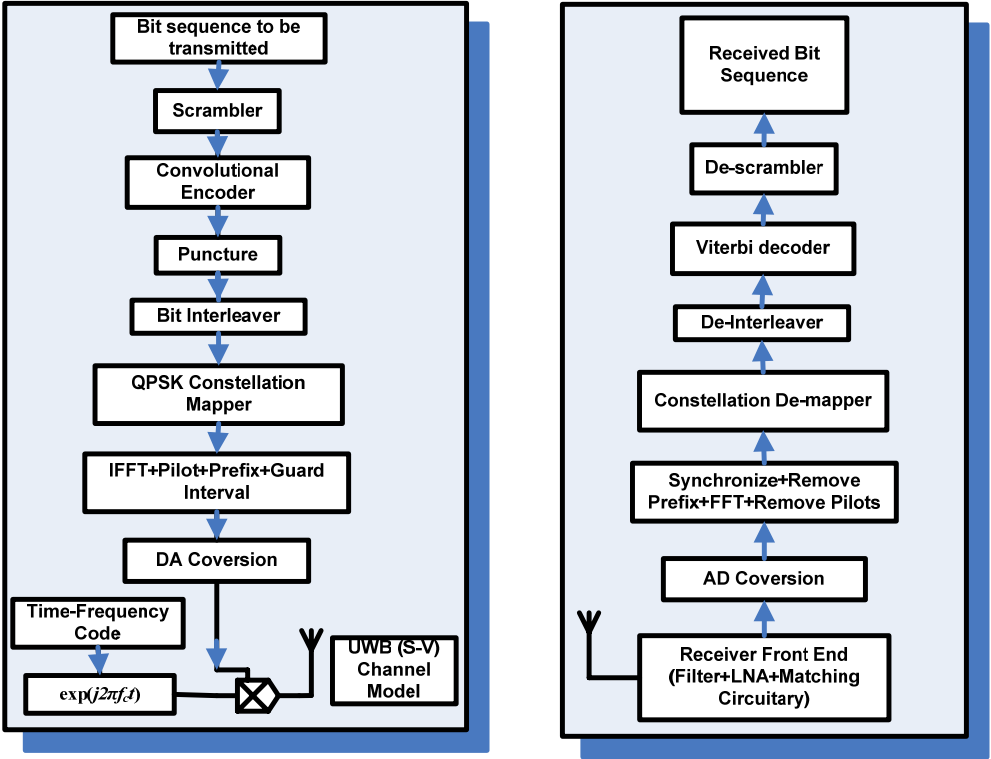 Bit sequence to be
transmitted
Scrambler
Convolutional
Encoder
Puncture
Bit Interleaver
QPSK Constellation
Mapper
IFFT+Pilot+Prefix+Guard
Interval
DA Coversion
Time-Frequency
Code
exp(j2πfct)
UWB (S-V)
Channel
Model
Received Bit
Sequence
De-scrambler
Viterbi decoder
De-Interleaver
Constellation De-mapper
Synchronize+Remove
Prefix+FFT+Remove Pilots
AD Coversion
Receiver Front End
(Filter+LNA+Matching
Circuitary)